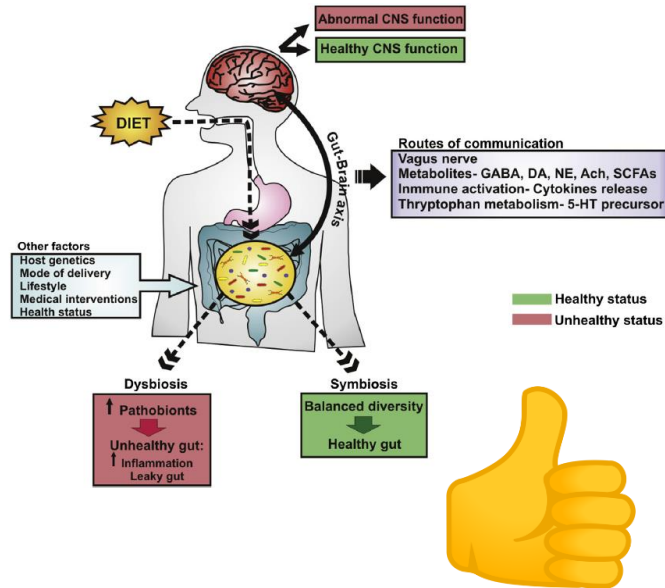 Abnormal CNS function
Healthy CNS function
DIET
Gut-Brain axis
Routes of communication
Vagus nerve
Metabolites- GABA, DA, NE, Ach, SCFAs
Inmmune activation- Cytokines release
Thryptophan metabolism- 5-HT precursor
Other factors
Host genetics
Mode of delivery
Lifestyle
Medical interventions
Health status
Healthy status
Unhealthy status
Dysbiosis
Pathobionts
Unhealthy gut:
Inflammation
Leaky gut
Symbiosis
Balanced diversity
Healthy gut